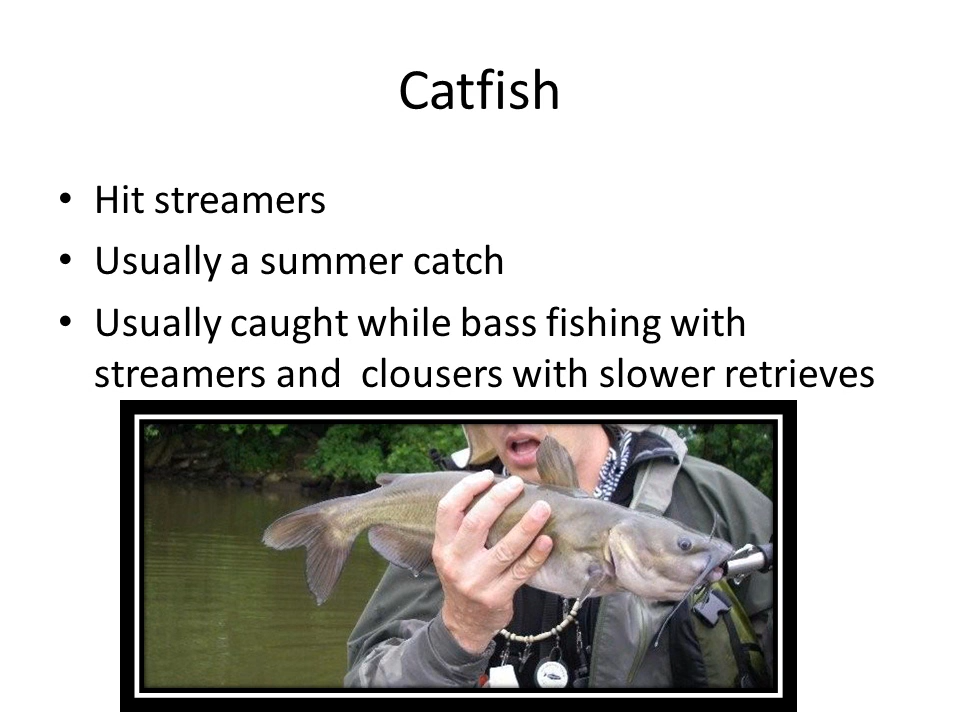 Catfish
• Hit streamers
• Usually a summer catch
• Usually caught while bass fishing with
streamers and  clousers with slower retrieves